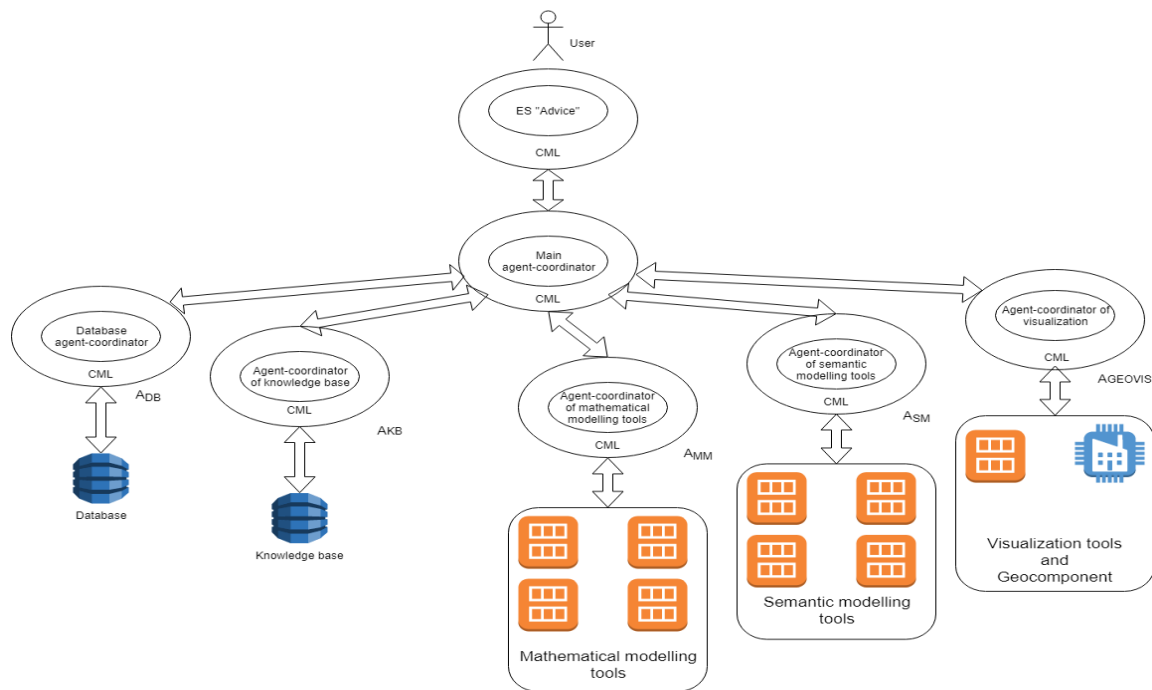 User
ES "Advice"
CML
Main
agent-coordinator
CML
Database
agent-coordinator
CML
ADB
Database
Agent-coordinator
of knowledge base
CML
AKB
Knowledge base
Agent-coordinator
of mathematical
modelling tools
CML
AMM
Mathematical modelling
tools
Agent-coordinator
of semantic
modelling tools
CML
ASM
Semantic modelling
tools
Agent-coordinator of
visualization
CML
AGEOVIS
Visualization tools
and
Geocomponent